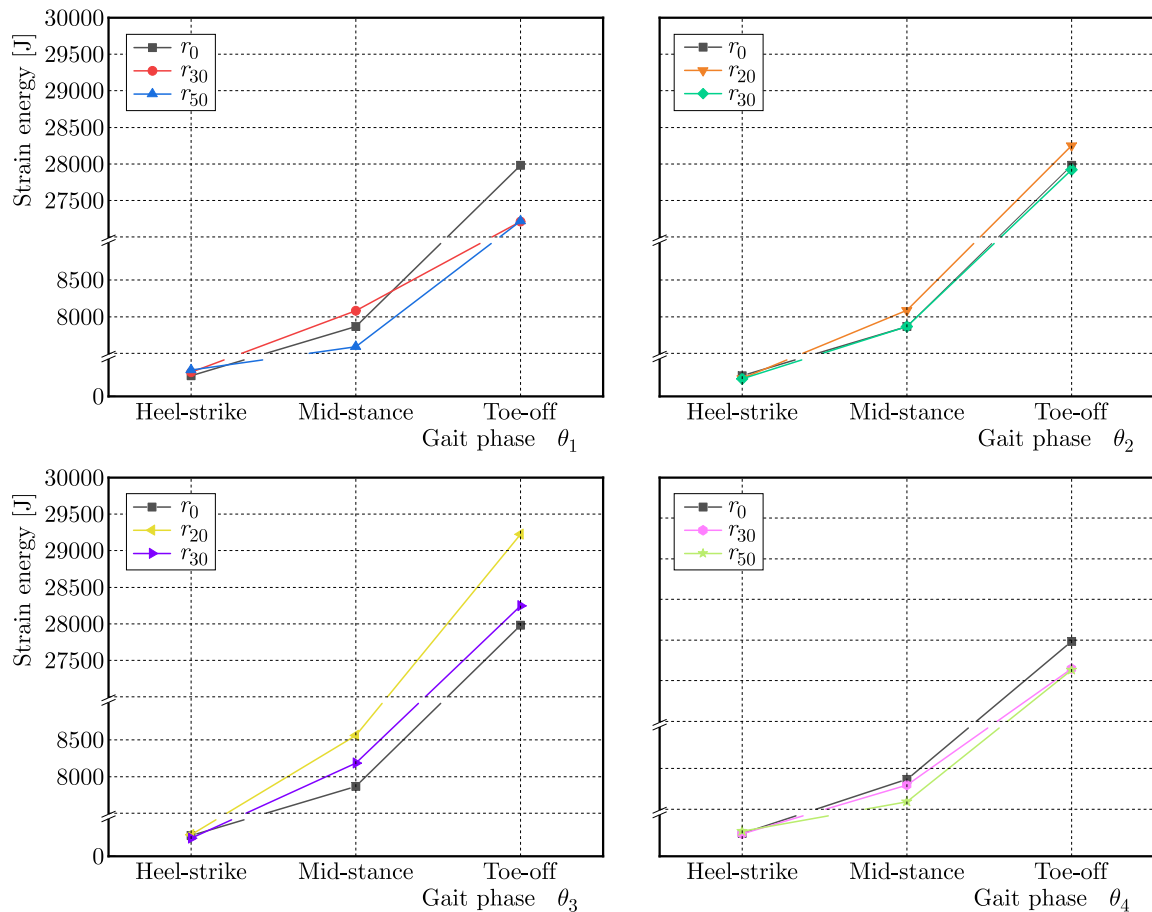 Strain energy [J]
30000
29500
29000
28500
28000
27500
8500
8000
0
r0
r30
r50
Heel-strike Mid-stance Toe-off
Gait phase θ1
r0
r20
r30
Heel-strike Mid-stance Toe-off
Gait phase θ2
Strain energy [J]
30000
29500
29000
28500
28000
27500
8500
8000
0
r0
r20
r30
Heel-strike Mid-stance Toe-off
Gait phase θ3
r0
r30
r50
Heel-strike Mid-stance Toe-off
Gait phase θ4